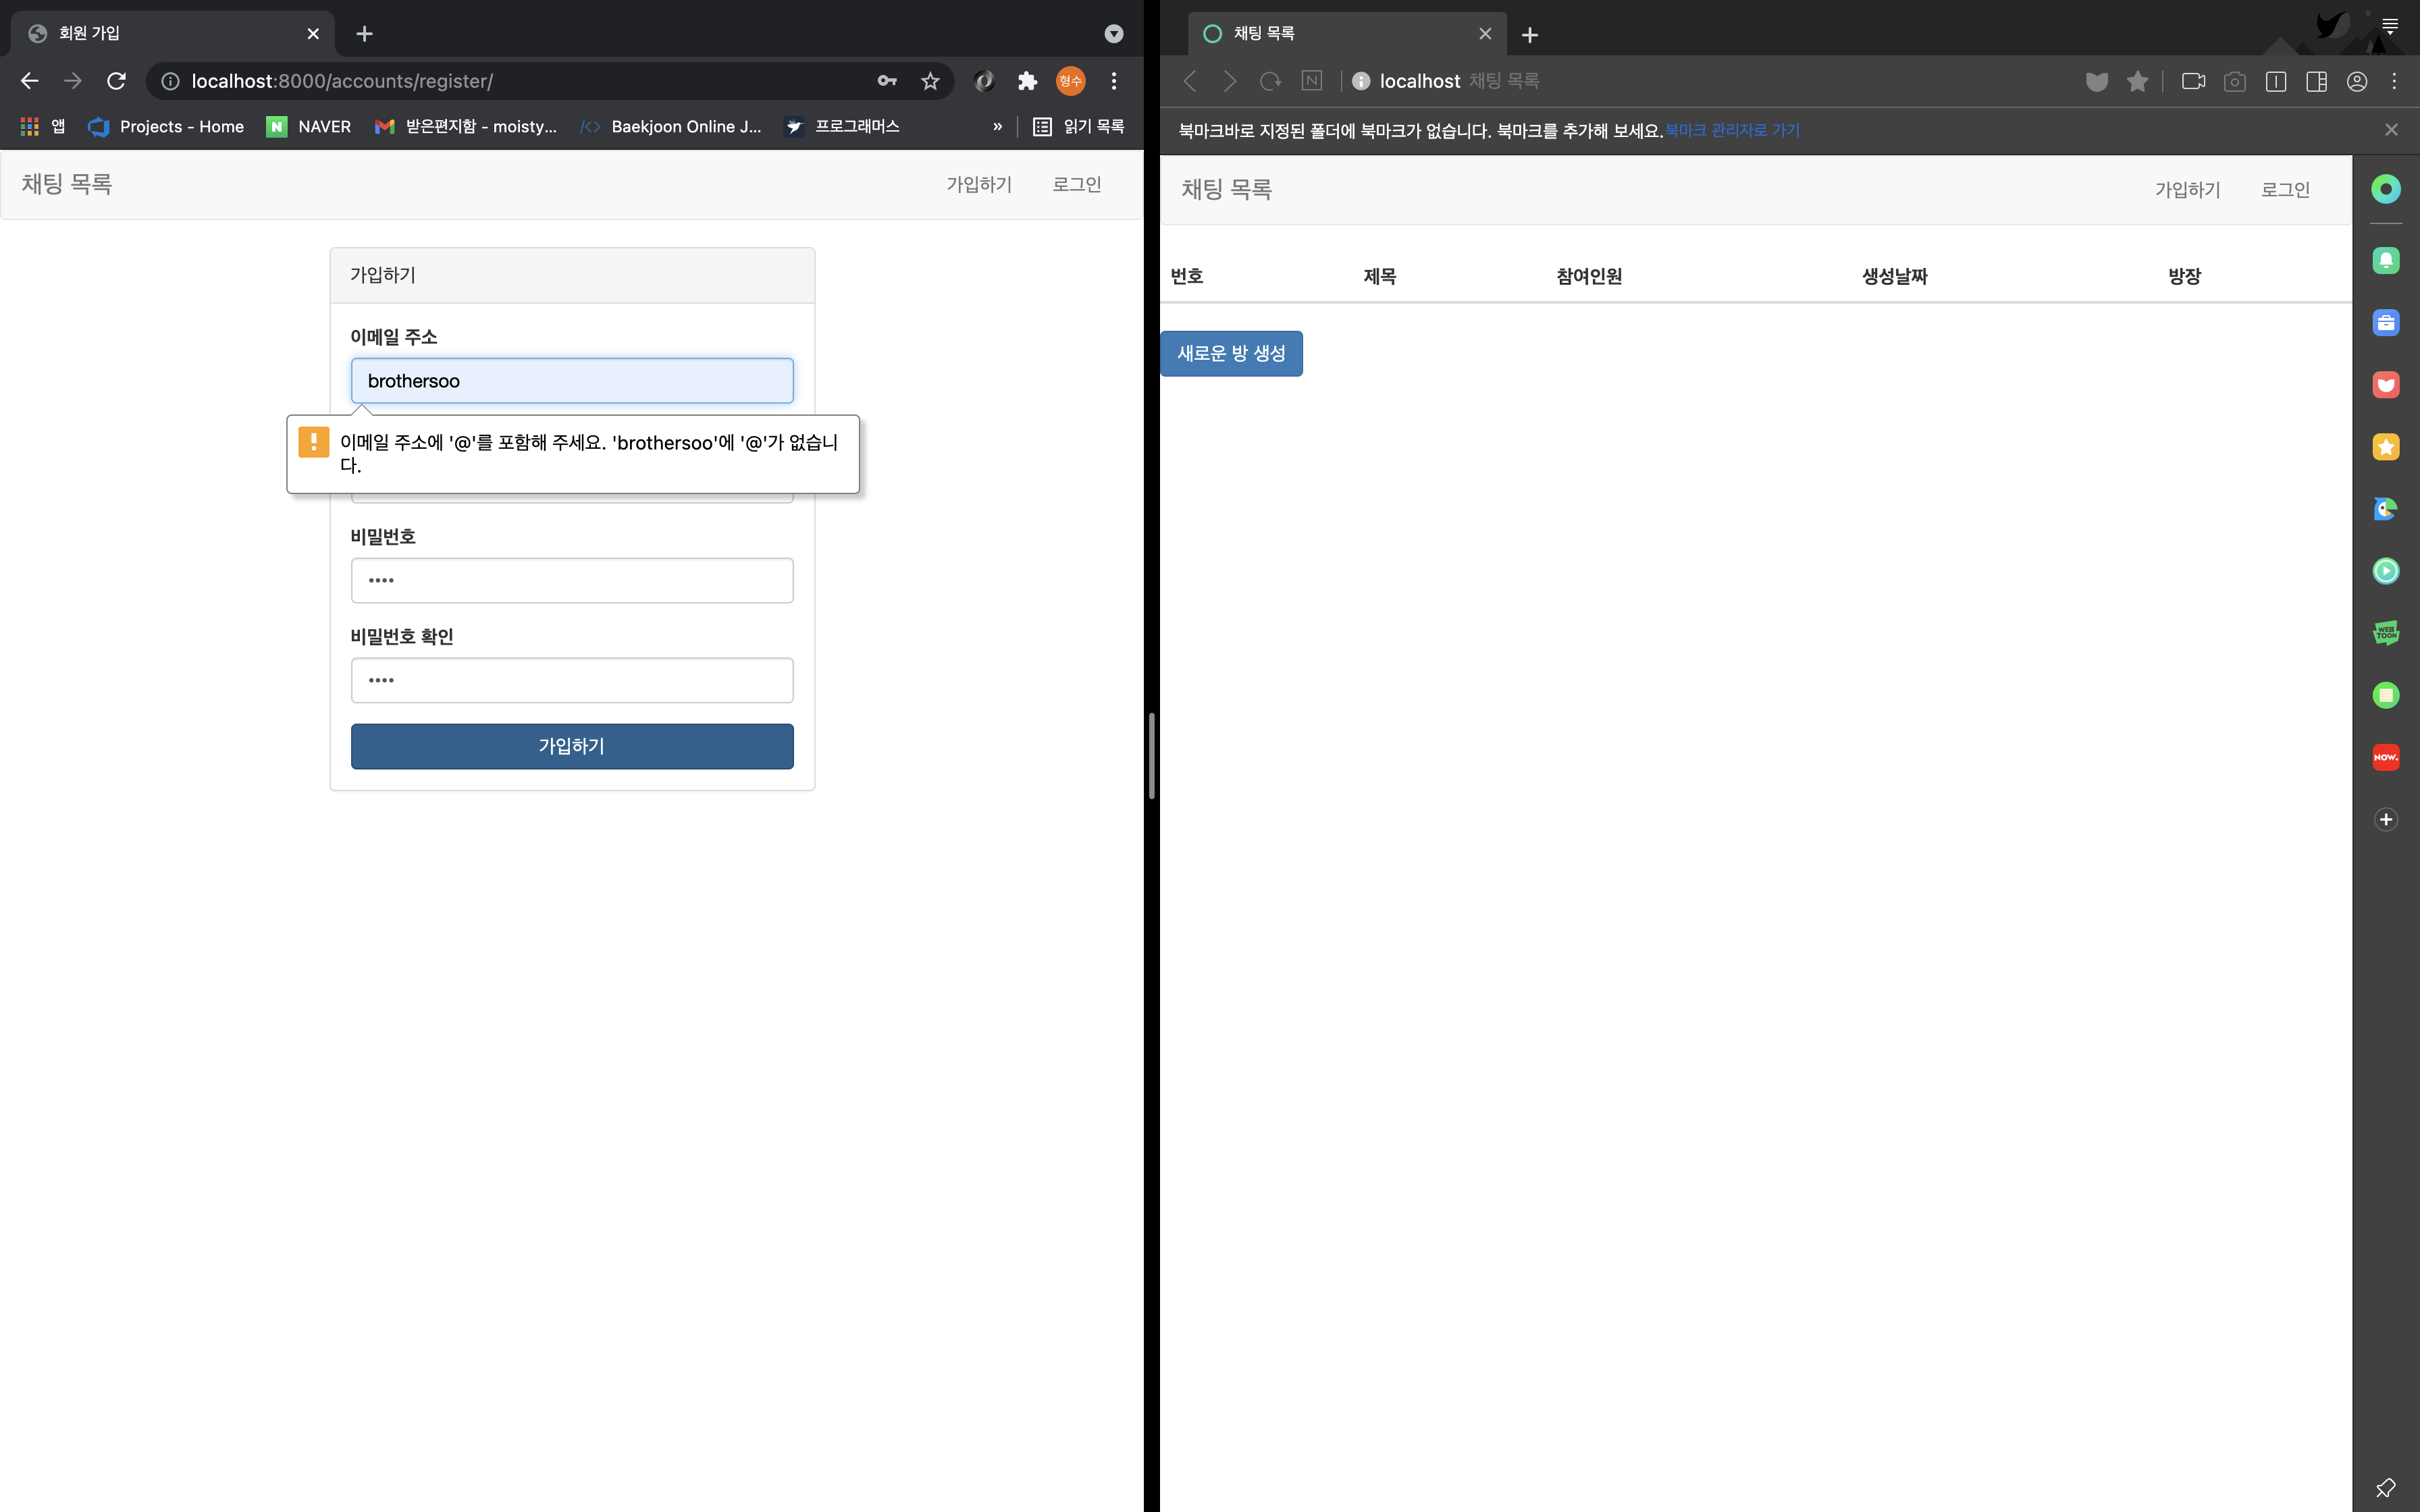 회원 가입
localhost:8000/accounts/register/
형수
앱
Projects - Home
N
NAVER
받은편지함 - moisty...
Baekjoon Online J...
프로그래머스
»
읽기 목록
채팅 목록
가입하기
로그인
가입하기
이메일 주소
brothersoo
이메일 주소에 '@'를 포함해 주세요. 'brothersoo'에 '@'가 없습니
다.
비밀번호
••••
비밀번호 확인
••••
가입하기
채팅 목록
N
localhost 채팅 목록
북마크바로 지정된 폴더에 북마크가 없습니다. 북마크를 추가해 보세요.북마크 관리자로 가기
채팅 목록
가입하기
로그인
번호
제목
참여인원
생성날짜
방장
새로운 방 생성
WEB
TOON
NOW.